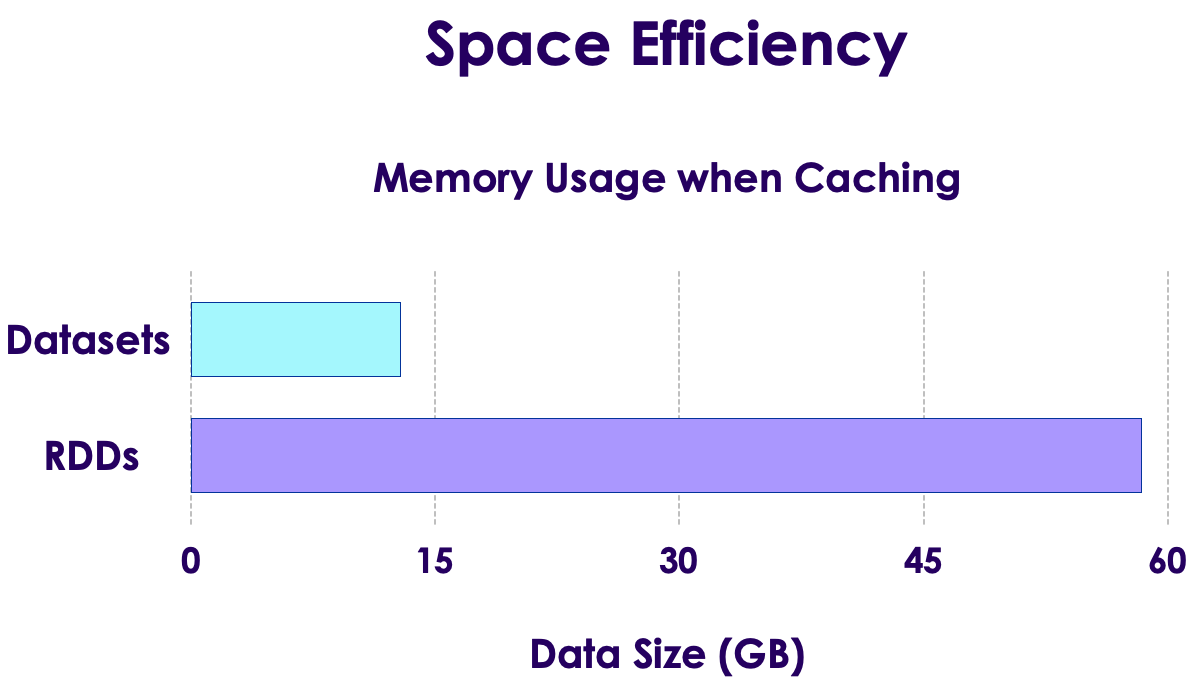 Space Efficiency
Memory Usage when Caching
Datasets
RDDs
0 15 30 45 60
Data Size (GB)